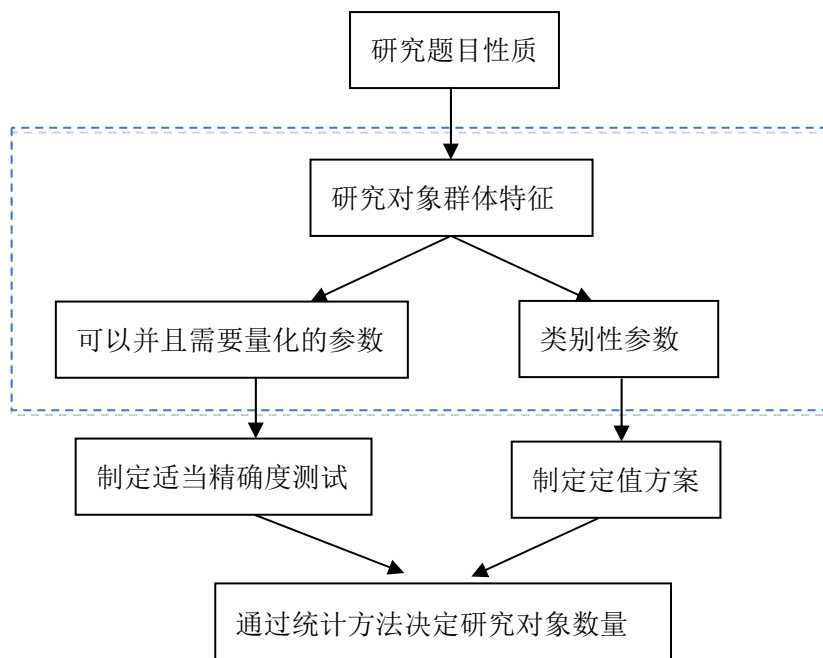 研究题目性质
研究对象群体特征
可以并且需要量化的参数
类别性参数
制定适当精确度测试
制定定值方案
通过统计方法决定研究对象数量